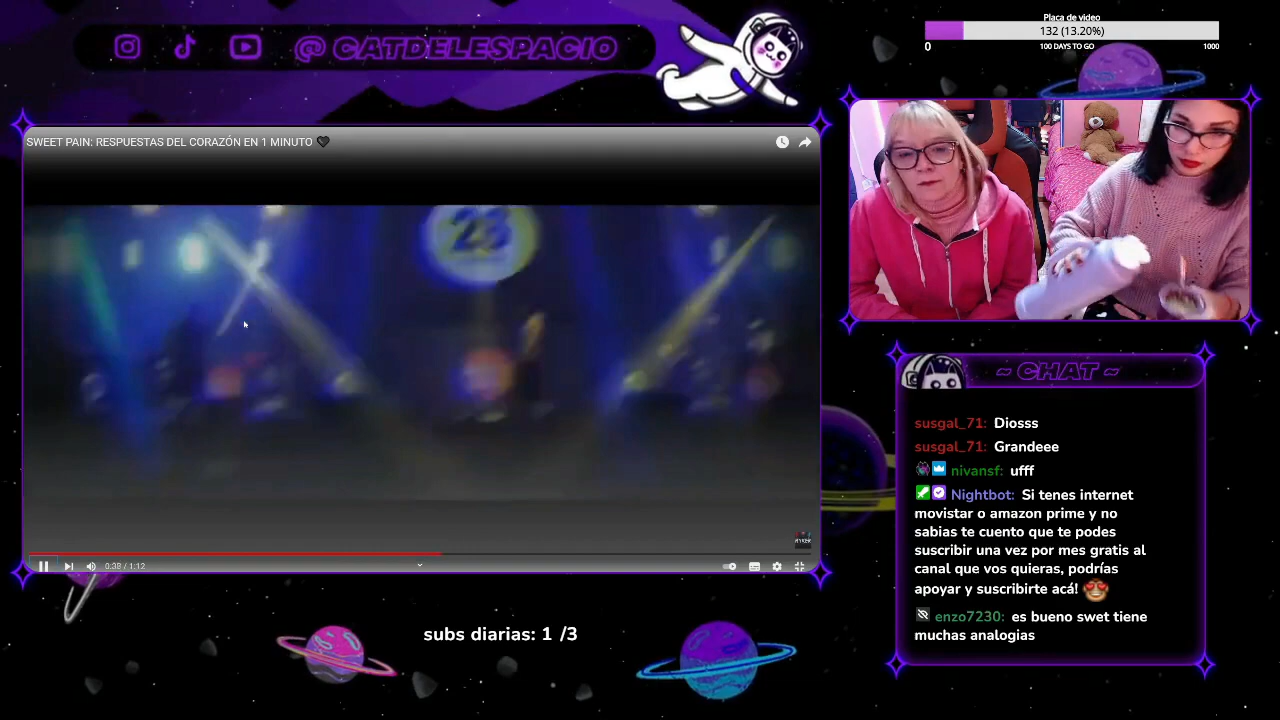 @ CATDELESPACIO
Placa de video
132 (13.20%)
0 100 DAYS TO GO 1000
SWEET PAIN: RESPUESTAS DEL CORAZÓN EN 1 MINUTO
23
0:38 / 1:12
~ CHAT ~
susgal_71: Diosss
susgal_71: Grandeee
nivansf: ufff
Nightbot: Si tenes internet
movistar o amazon prime y no
sabias te cuento que te podes
suscribir una vez por mes gratis al
canal que vos quieras, podrías
apoyar y suscribirte acá!
enzo7230: es bueno swet tiene
muchas analogias
subs diarias: 1 /3